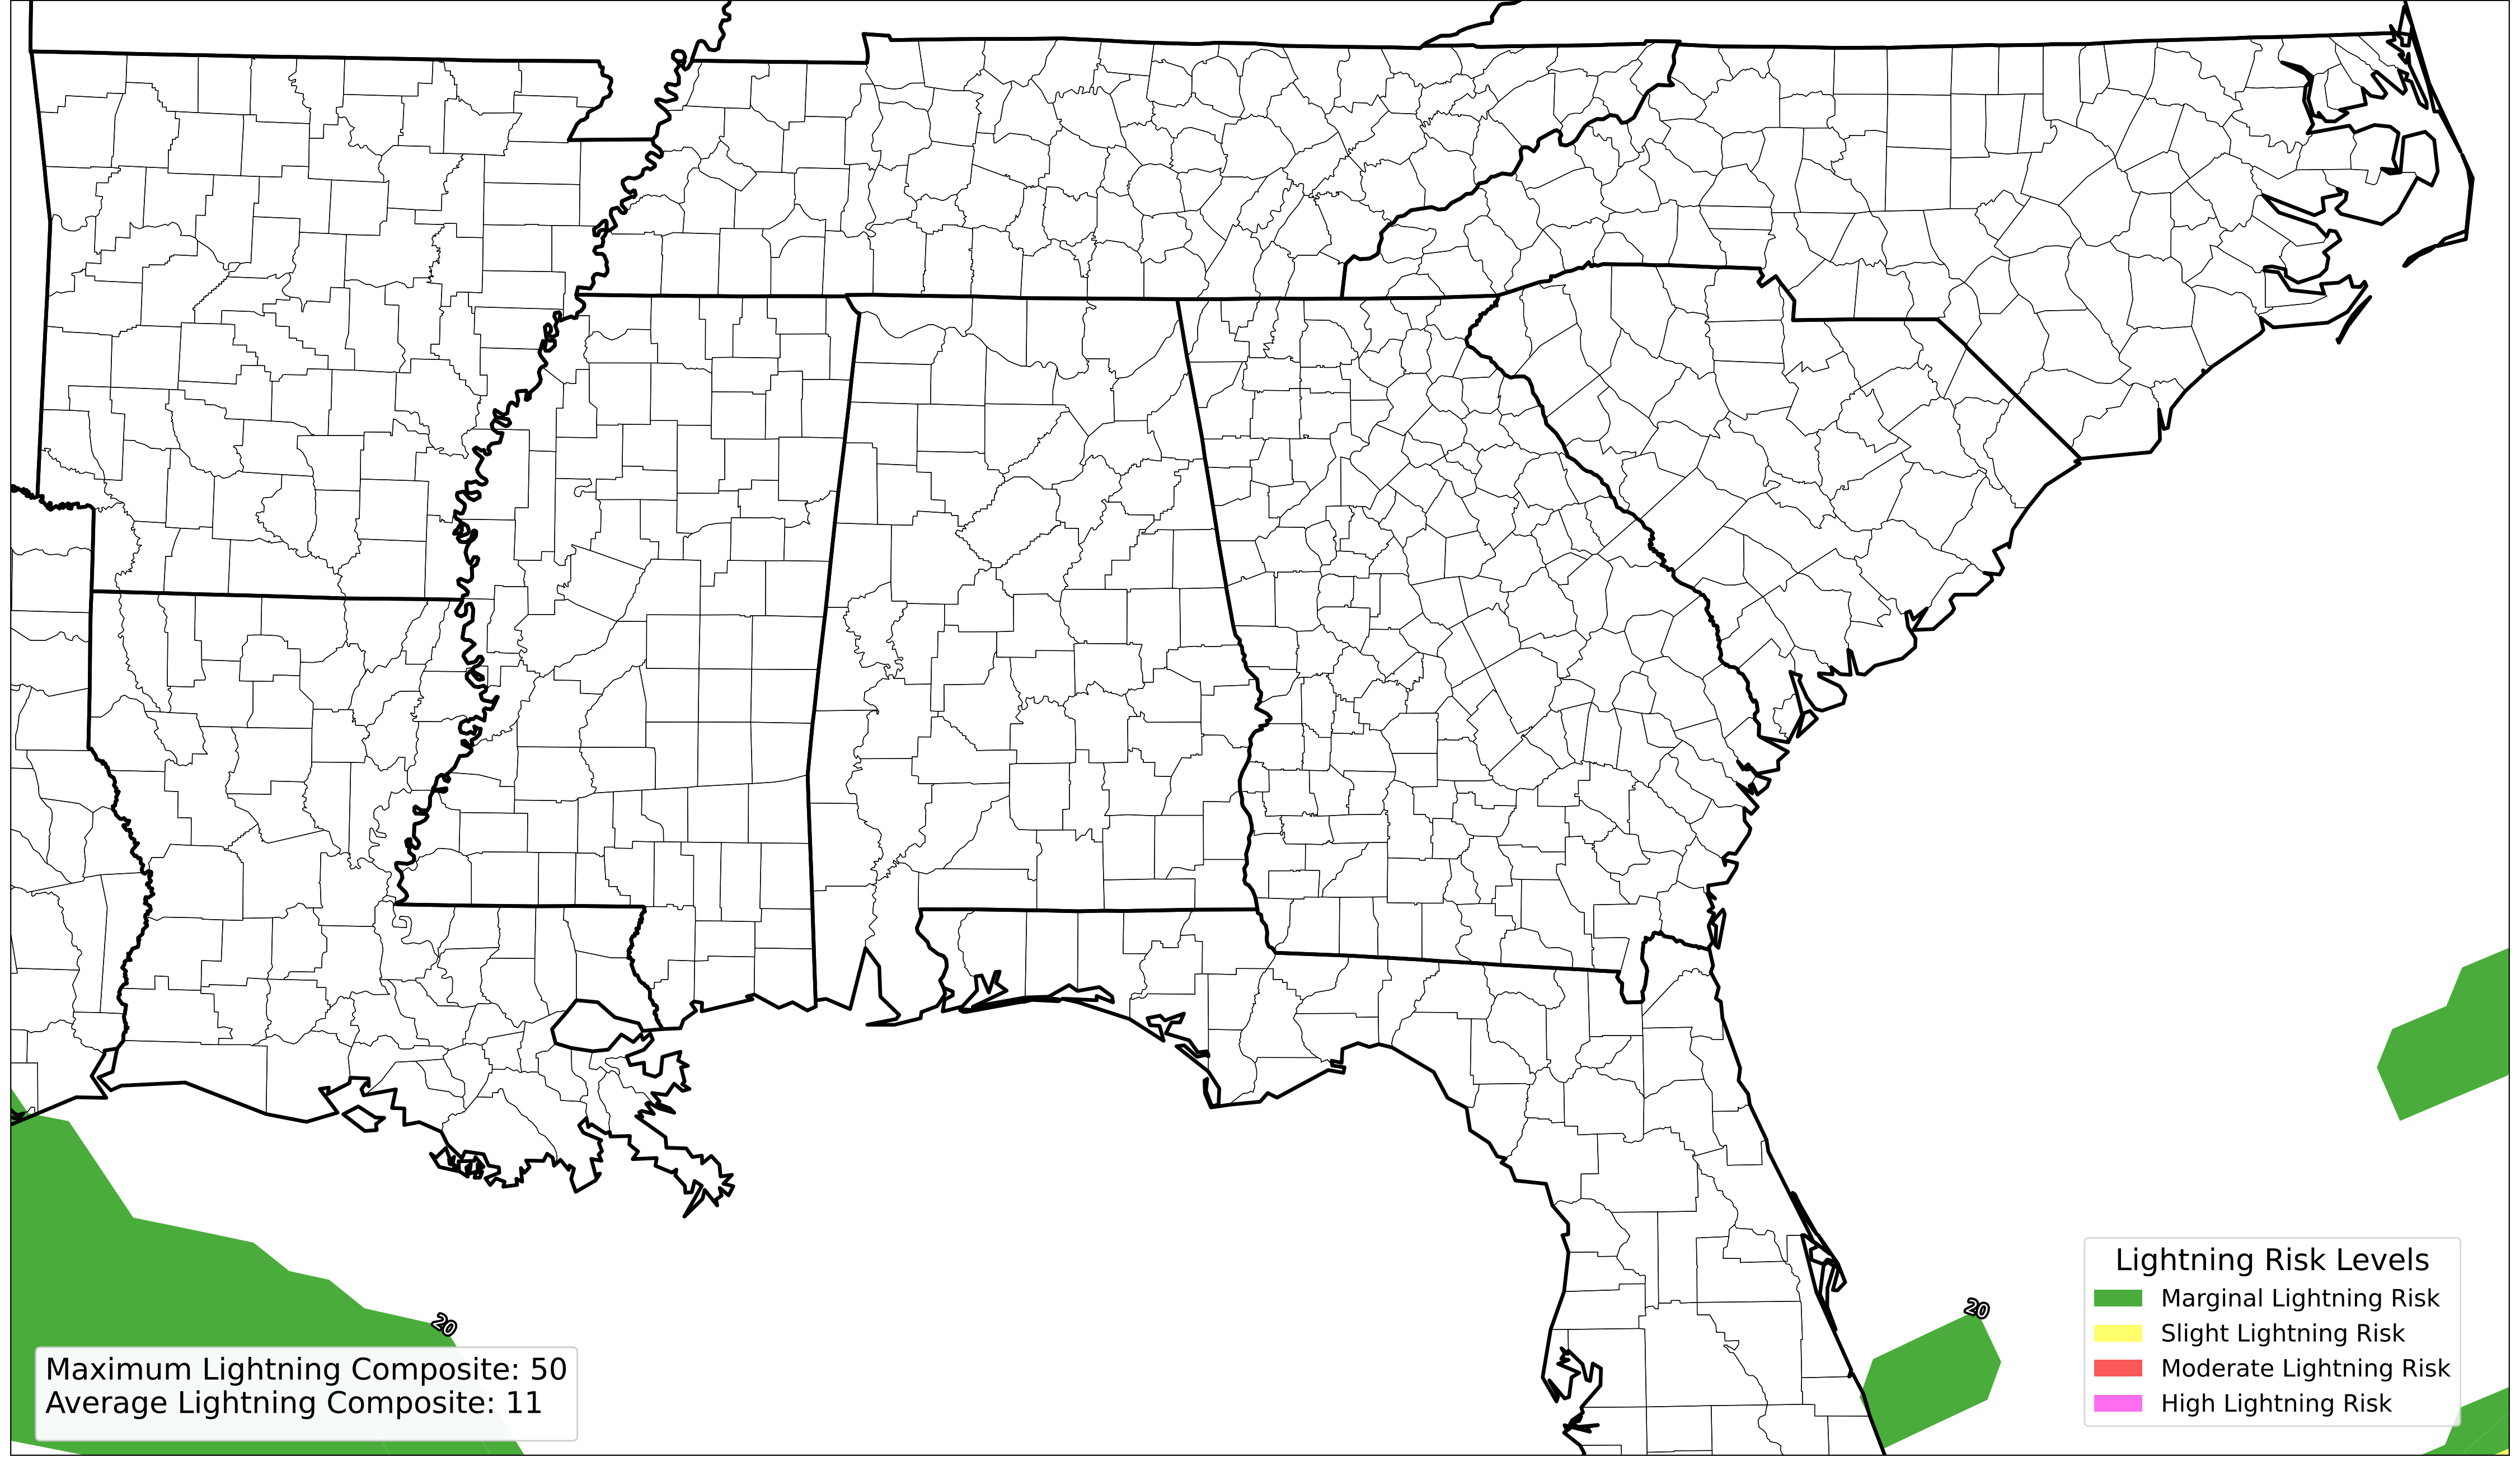 20
20
Maximum Lightning Composite: 50
Average Lightning Composite: 11
Lightning Risk Levels
Marginal Lightning Risk
Slight Lightning Risk
Moderate Lightning Risk
High Lightning Risk